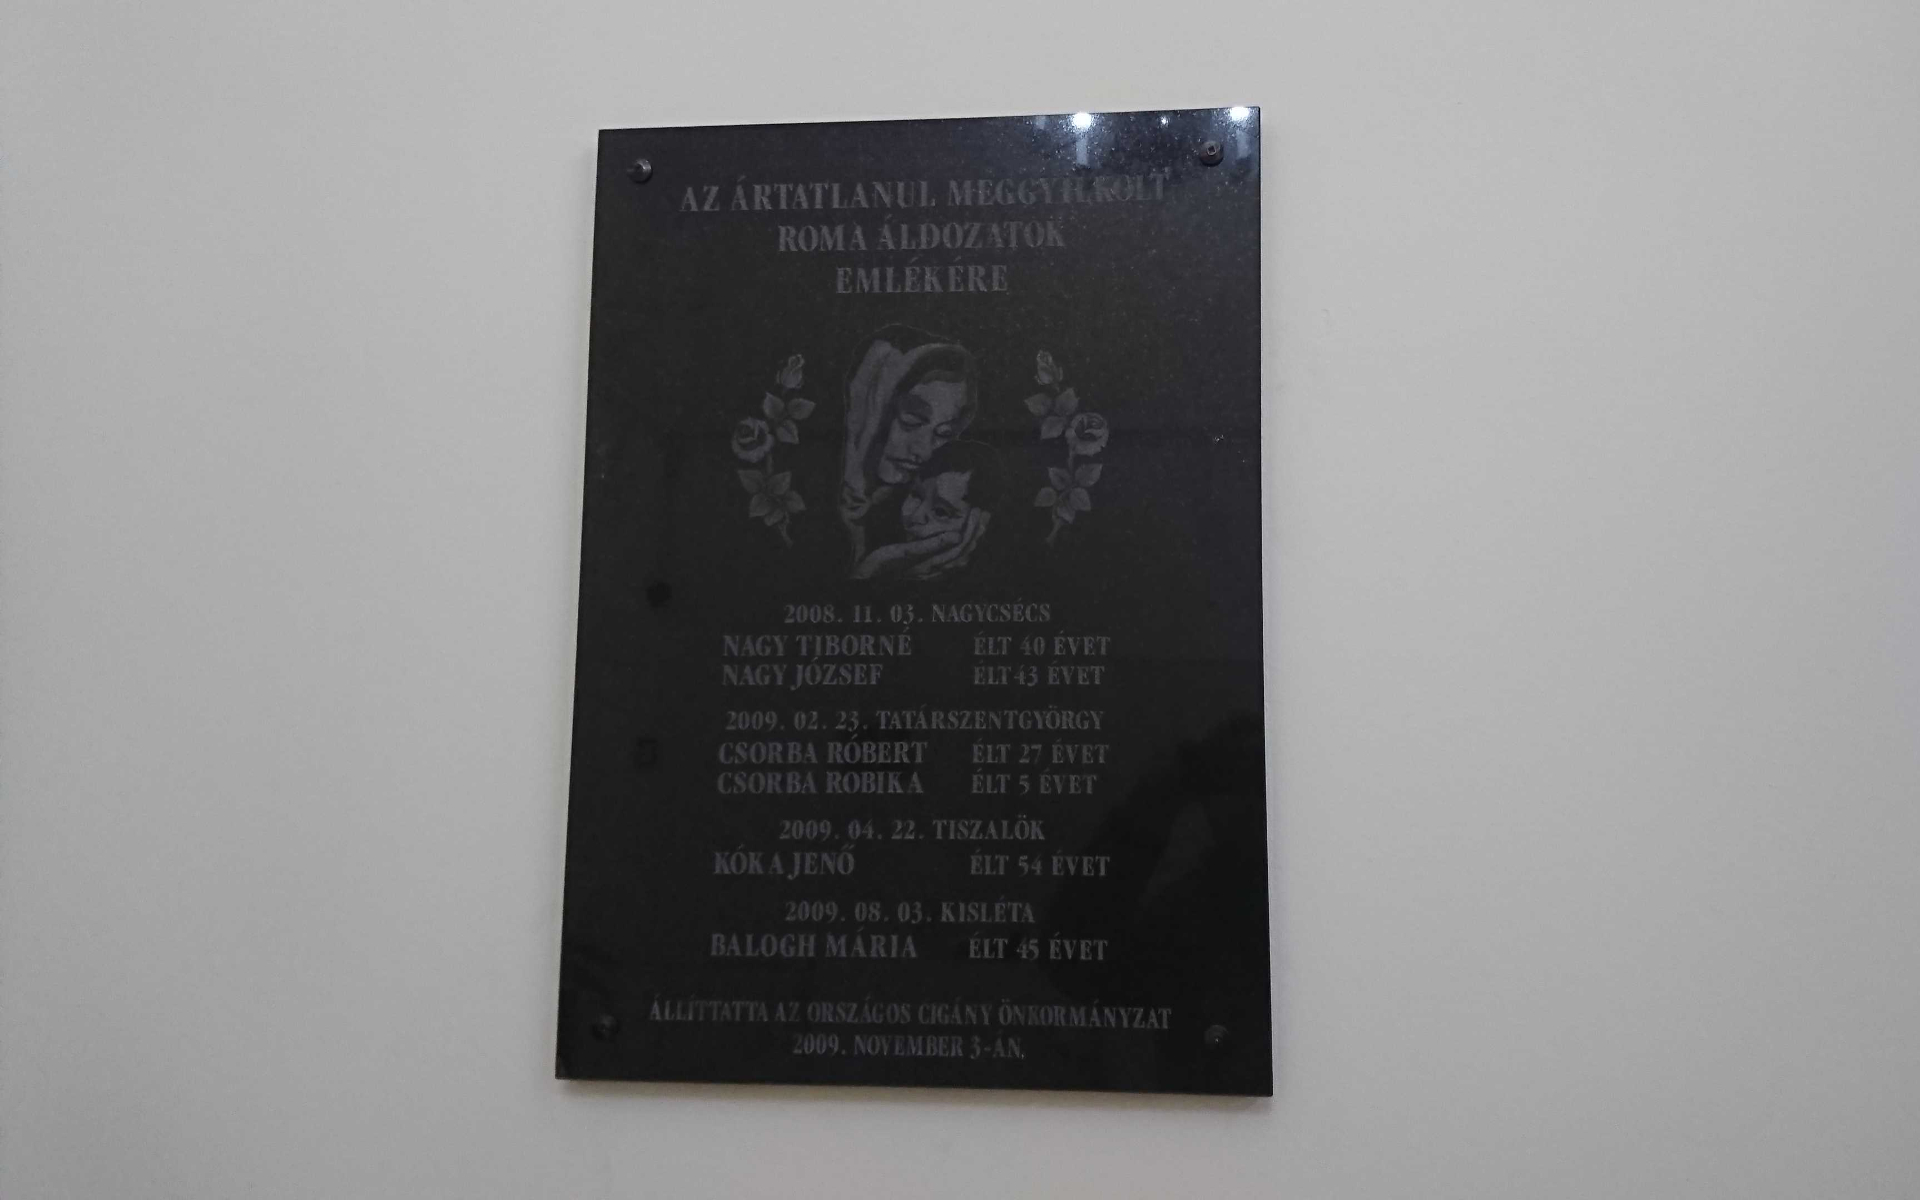 AZ ÁRTATLANUL MEGGYILKOLT
ROMA ÁLDOZATOK
EMLÉKÉRE
2008. 11. 03. NAGYCSÉCS
NAGY TIBORNÉ ÉLT 40 ÉVET
NAGY JÓZSEF ÉLT 43 ÉVET
2009. 02. 23. TATÁRSZENTGYÖRGY
CSORBA RÓBERT ÉLT 27 ÉVET
CSORBA ROBIKA ÉLT 5 ÉVET
2009. 04. 22. TISZALÖK
KÓKA JENŐ ÉLT 54 ÉVET
2009. 08. 03. KISLÉTA
BALOGH MÁRIA ÉLT 45 ÉVET
ÁLLÍTTATTA AZ ORSZÁGOS CIGÁNY ÖNKORMÁNYZAT
2009. NOVEMBER 3-ÁN.